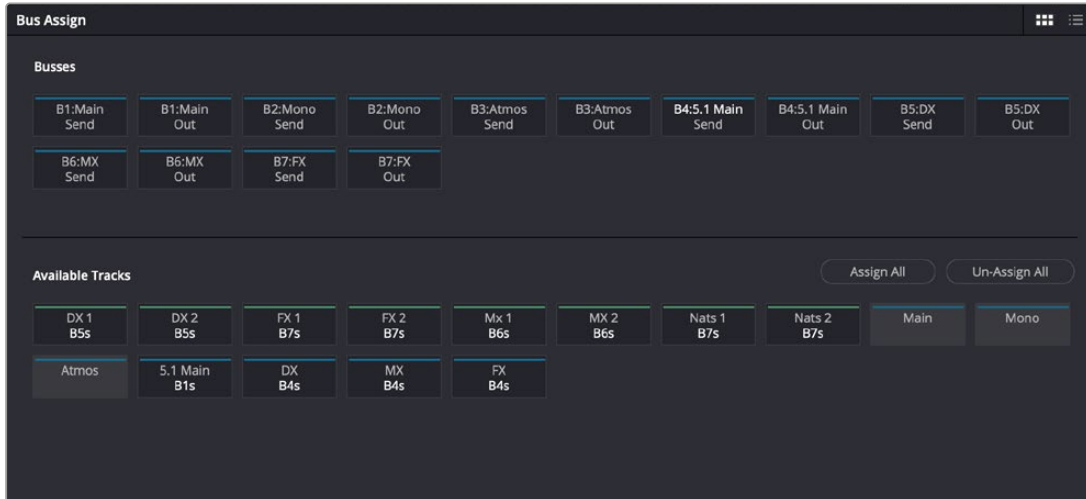 Bus Assign
Busses
B1:Main B1:Main B2:Mono B2:Mono B3:Atmos B3:Atmos B4:5.1 Main B4:5.1 Main B5:DX B5:DX
Send Out Send Out Send Out Send Out Send Out
B6:MX B6:MX B7:FX B7:FX
Send Out Send Out
Available Tracks Assign All Un-Assign All
DX 1 DX 2 FX 1 FX 2 Mx 1 MX 2 Nats 1 Nats 2 Main Mono
B5s B5s B7s B7s B6s B6s B7s B7s
Atmos 5.1 Main DX MX FX
B1s B4s B4s B4s